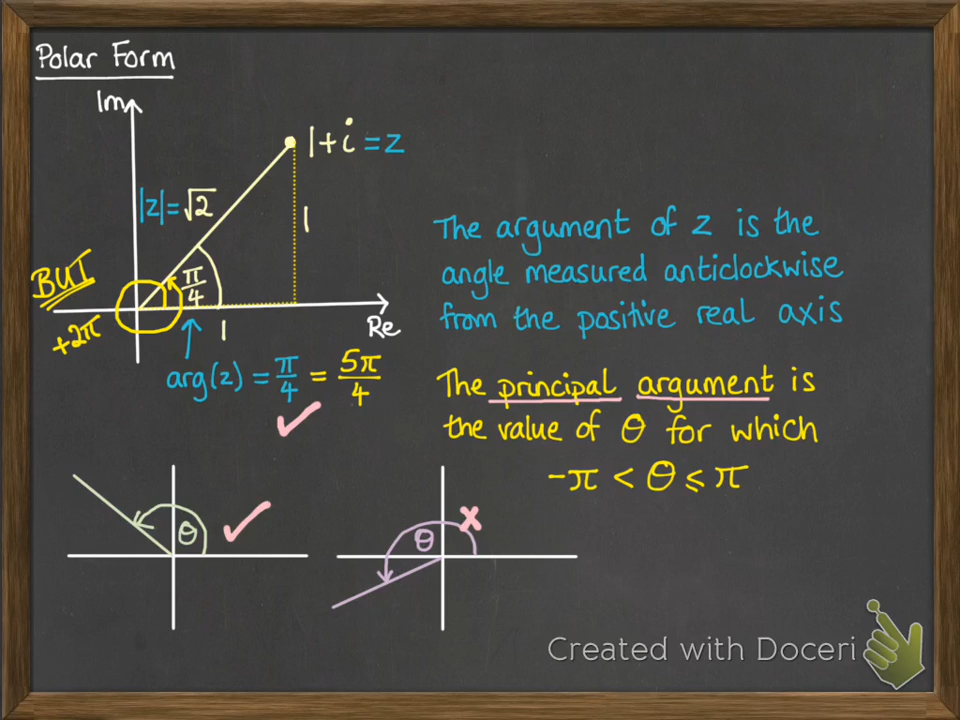 Polar Form
Im
1+i = z
|z| = √2
1
π/4
BUT
+2π
1
Re
arg(z) = π/4 = 5π/4
The argument of z is the
angle measured anticlockwise
from the positive real axis
The principal argument is
the value of θ for which
-π < θ ≤ π
θ
θ
Created with Doceri